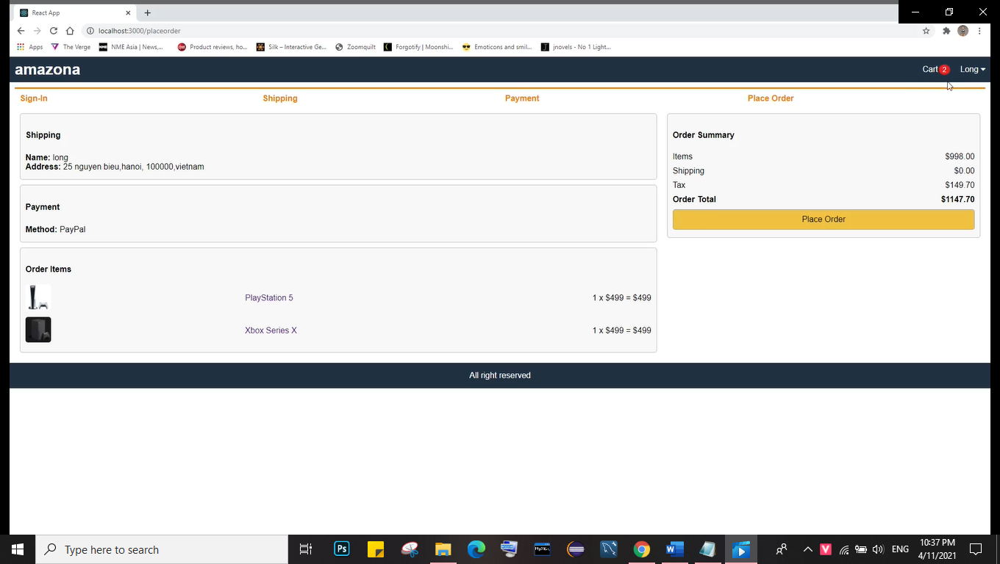 React App
localhost:3000/placeorder
Apps
The Verge
NME Asia | News,...
Product reviews, ho...
Silk – Interactive Ge...
Zoomquilt
Forgotify | Moonshi...
Emoticons and smil...
jnovels - No 1 Light...
amazona
Cart 2
Long
Sign-In
Shipping
Payment
Place Order
Shipping
Name: long
Address: 25 nguyen bieu,hanoi, 100000,vietnam
Payment
Method: PayPal
Order Items
PlayStation 5
1 x $499 = $499
Xbox Series X
1 x $499 = $499
Order Summary
Items
$998.00
Shipping
$0.00
Tax
$149.70
Order Total
$1147.70
Place Order
All right reserved
Type here to search
Ps
MySQL
W
V
ENG
10:37 PM
4/11/2021